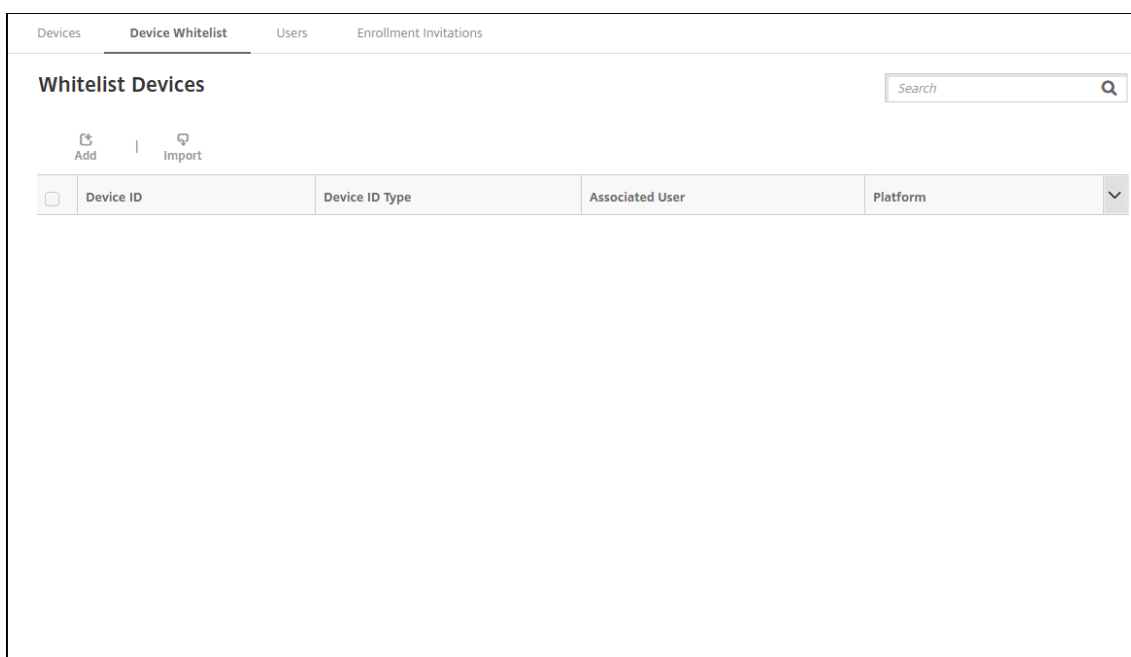 Devices Device Whitelist Users Enrollment Invitations
Whitelist Devices
Search
Add | Import
Device ID Device ID Type Associated User Platform